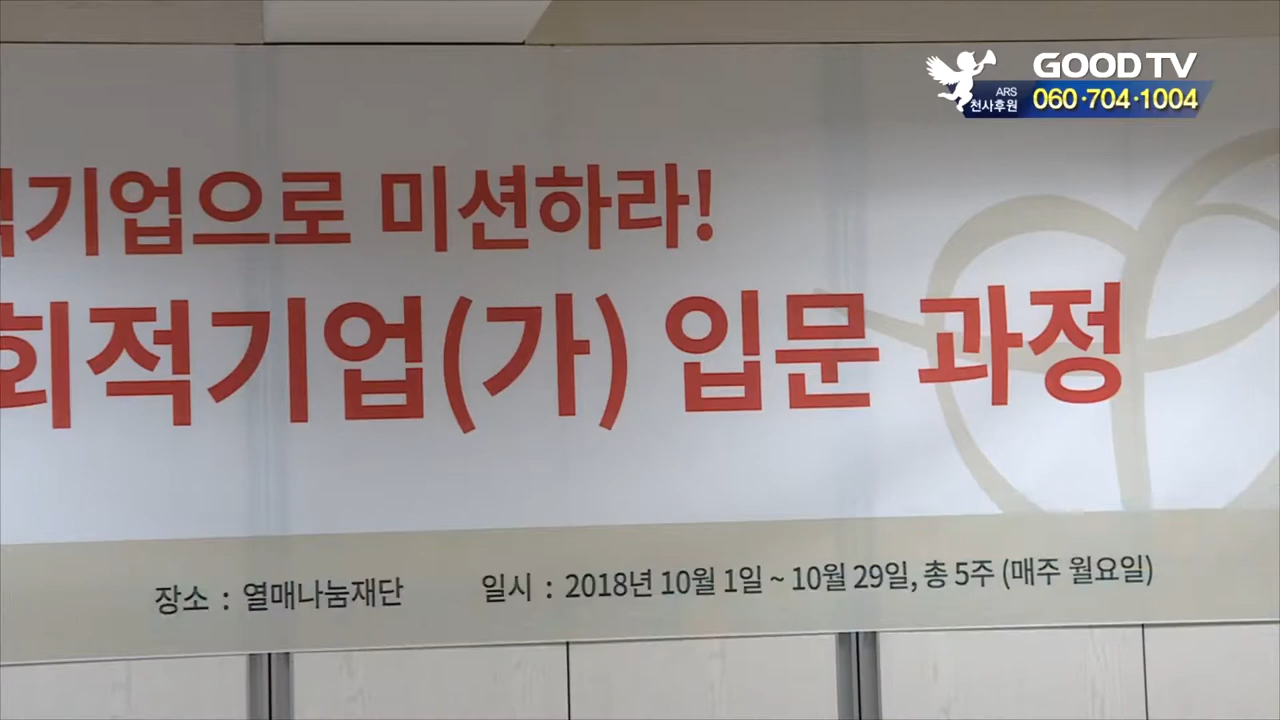 GOODTV
ARS
천사후원
060·704·1004
기업으로 미션하라!
회적기업(가) 입문 과정
장소 : 열매나눔재단
일시 : 2018년 10월 1일 ~ 10월 29일, 총 5주 (매주 월요일)